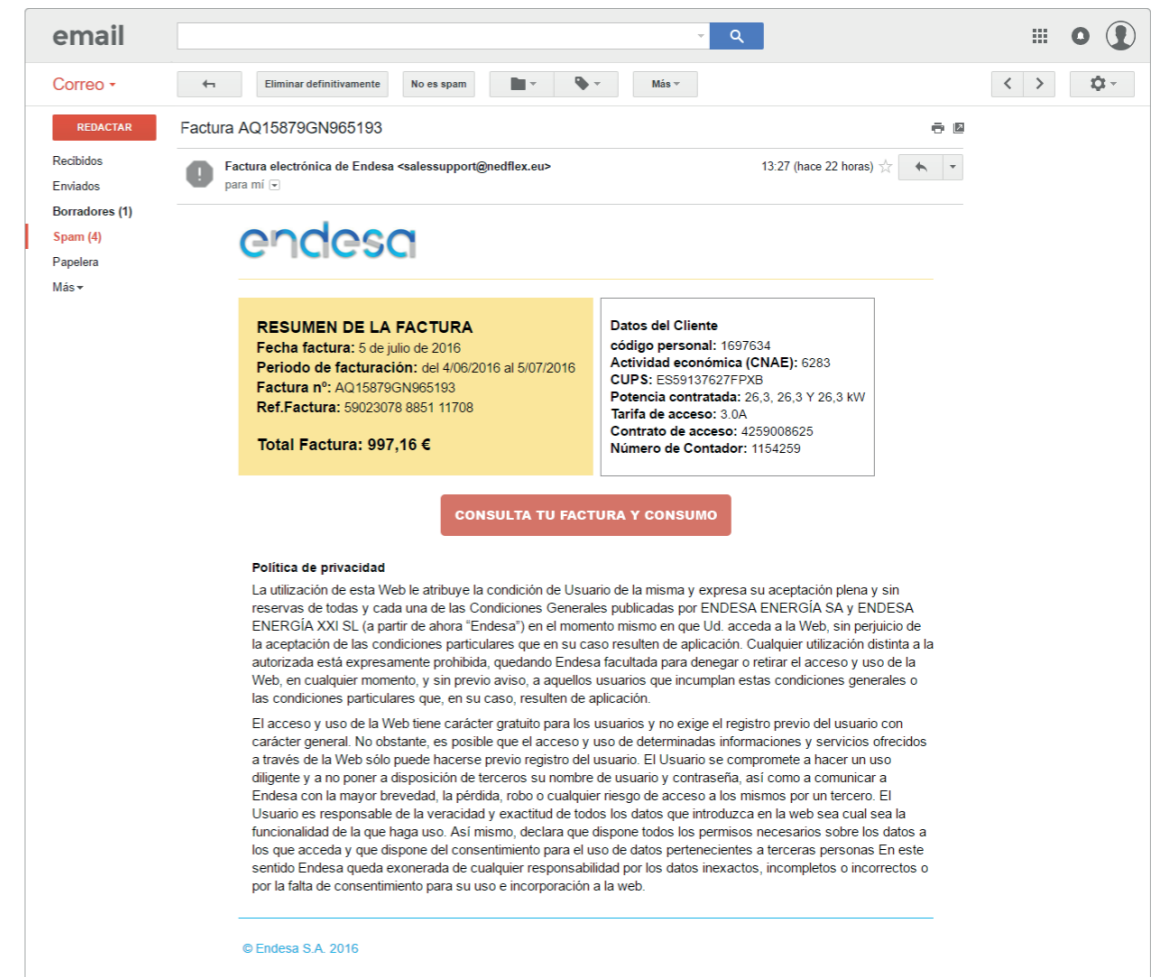 email
Correo
Eliminar definitivamente
No es spam
Más
REDACTAR
Recibidos
Enviados
Borradores (1)
Spam (4)
Papelera
Más
Factura AQ15879GN965193
Factura electrónica de Endesa <salessupport@nedflex.eu>
13:27 (hace 22 horas)
para mí
endesa
RESUMEN DE LA FACTURA
Fecha factura: 5 de julio de 2016
Periodo de facturación: del 4/06/2016 al 5/07/2016
Factura nº: AQ15879GN965193
Ref.Factura: 59023078 8851 11708
Total Factura: 997,16 €
Datos del Cliente
código personal: 1697634
Actividad económica (CNAE): 6283
CUPS: ES59137627FPXB
Potencia contratada: 26,3, 26,3 Y 26,3 kW
Tarifa de acceso: 3.0A
Contrato de acceso: 4259008625
Número de Contador: 1154259
CONSULTA TU FACTURA Y CONSUMO
Política de privacidad
La utilización de esta Web le atribuye la condición de Usuario de la misma y expresa su aceptación plena y sin
reservas de todas y cada una de las Condiciones Generales publicadas por ENDESA ENERGÍA SA y ENDESA
ENERGÍA XXI SL (a partir de ahora "Endesa") en el momento mismo en que Ud. acceda a la Web, sin perjuicio de
la aceptación de las condiciones particulares que en su caso resulten de aplicación. Cualquier utilización distinta a la
autorizada está expresamente prohibida, quedando Endesa facultada para denegar o retirar el acceso y uso de la
Web, en cualquier momento, y sin previo aviso, a aquellos usuarios que incumplan estas condiciones generales o
las condiciones particulares que, en su caso, resulten de aplicación.
El acceso y uso de la Web tiene carácter gratuito para los usuarios y no exige el registro previo del usuario con
carácter general. No obstante, es posible que el acceso y uso de determinadas informaciones y servicios ofrecidos
a través de la Web sólo puede hacerse previo registro del usuario. El Usuario se compromete a hacer un uso
diligente y a no poner a disposición de terceros su nombre de usuario y contraseña, así como a comunicar a
Endesa con la mayor brevedad, la pérdida, robo o cualquier riesgo de acceso a los mismos por un tercero. El
Usuario es responsable de la veracidad y exactitud de todos los datos que introduzca en la web sea cual sea la
funcionalidad de la que haga uso. Así mismo, declara que dispone todos los permisos necesarios sobre los datos a
los que acceda y que dispone del consentimiento para el uso de datos pertenecientes a terceras personas En este
sentido Endesa queda exonerada de cualquier responsabilidad por los datos inexactos, incompletos o incorrectos o
por la falta de consentimiento para su uso e incorporación a la web.
© Endesa S.A. 2016